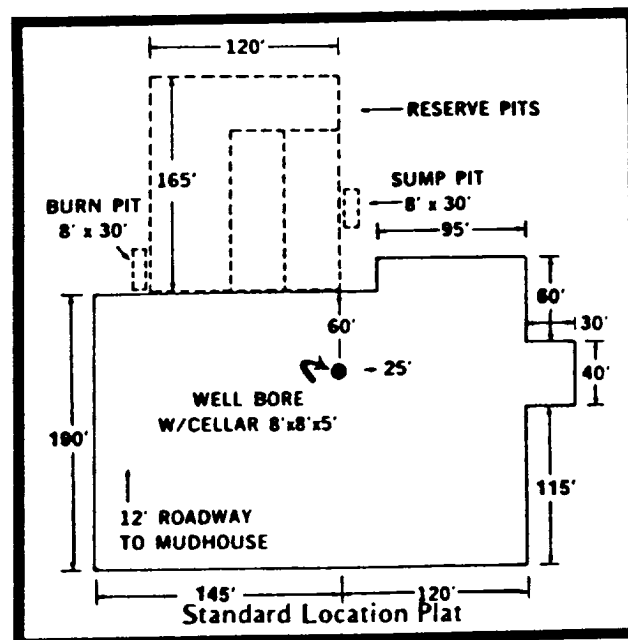 120'
RESERVE PITS
165'
SUMP PIT
8' x 30'
BURN PIT
8' x 30'
95'
60'
60'
30'
25'
40'
WELL BORE
W/CELLAR 8'x8'x5'
190'
115'
12' ROADWAY
TO MUDHOUSE
145'
120'
Standard Location Plat